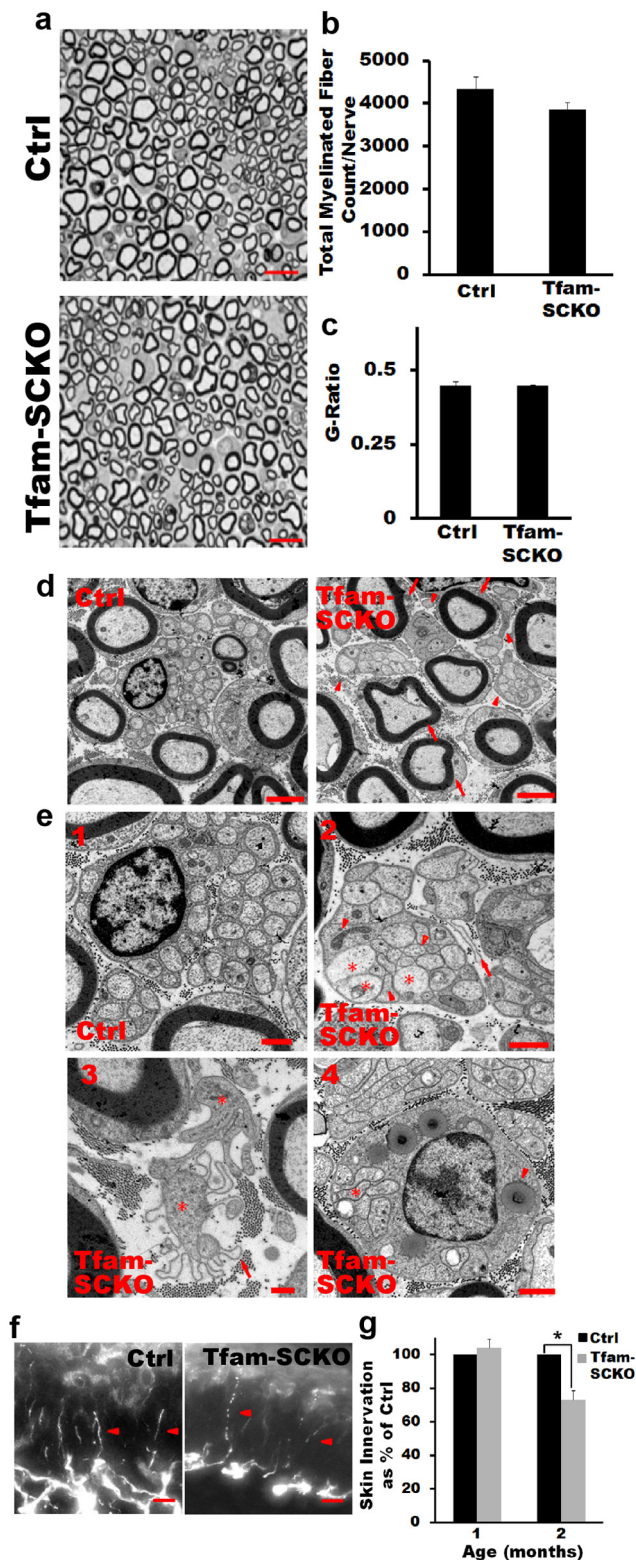 a
Ctrl
Tfam-SCKO
b
Total Myelinated Fiber
Count/Nerve
5000
4000
3000
2000
1000
0
Ctrl
Tfam-
SCKO
c
G-Ratio
0.5
0.25
0
Ctrl
Tfam-
SCKO
d
Ctrl
Tfam-
SCKO
e
1
Ctrl
2
*
*
*
Tfam-
SCKO
3
*
*
Tfam-
SCKO
4
*
Tfam-
SCKO
f
Ctrl
Tfam-SCKO
g
Skin Innervation
as % of Ctrl
100
80
60
40
20
0
*
Ctrl
Tfam-
SCKO
1
2
Age (months)